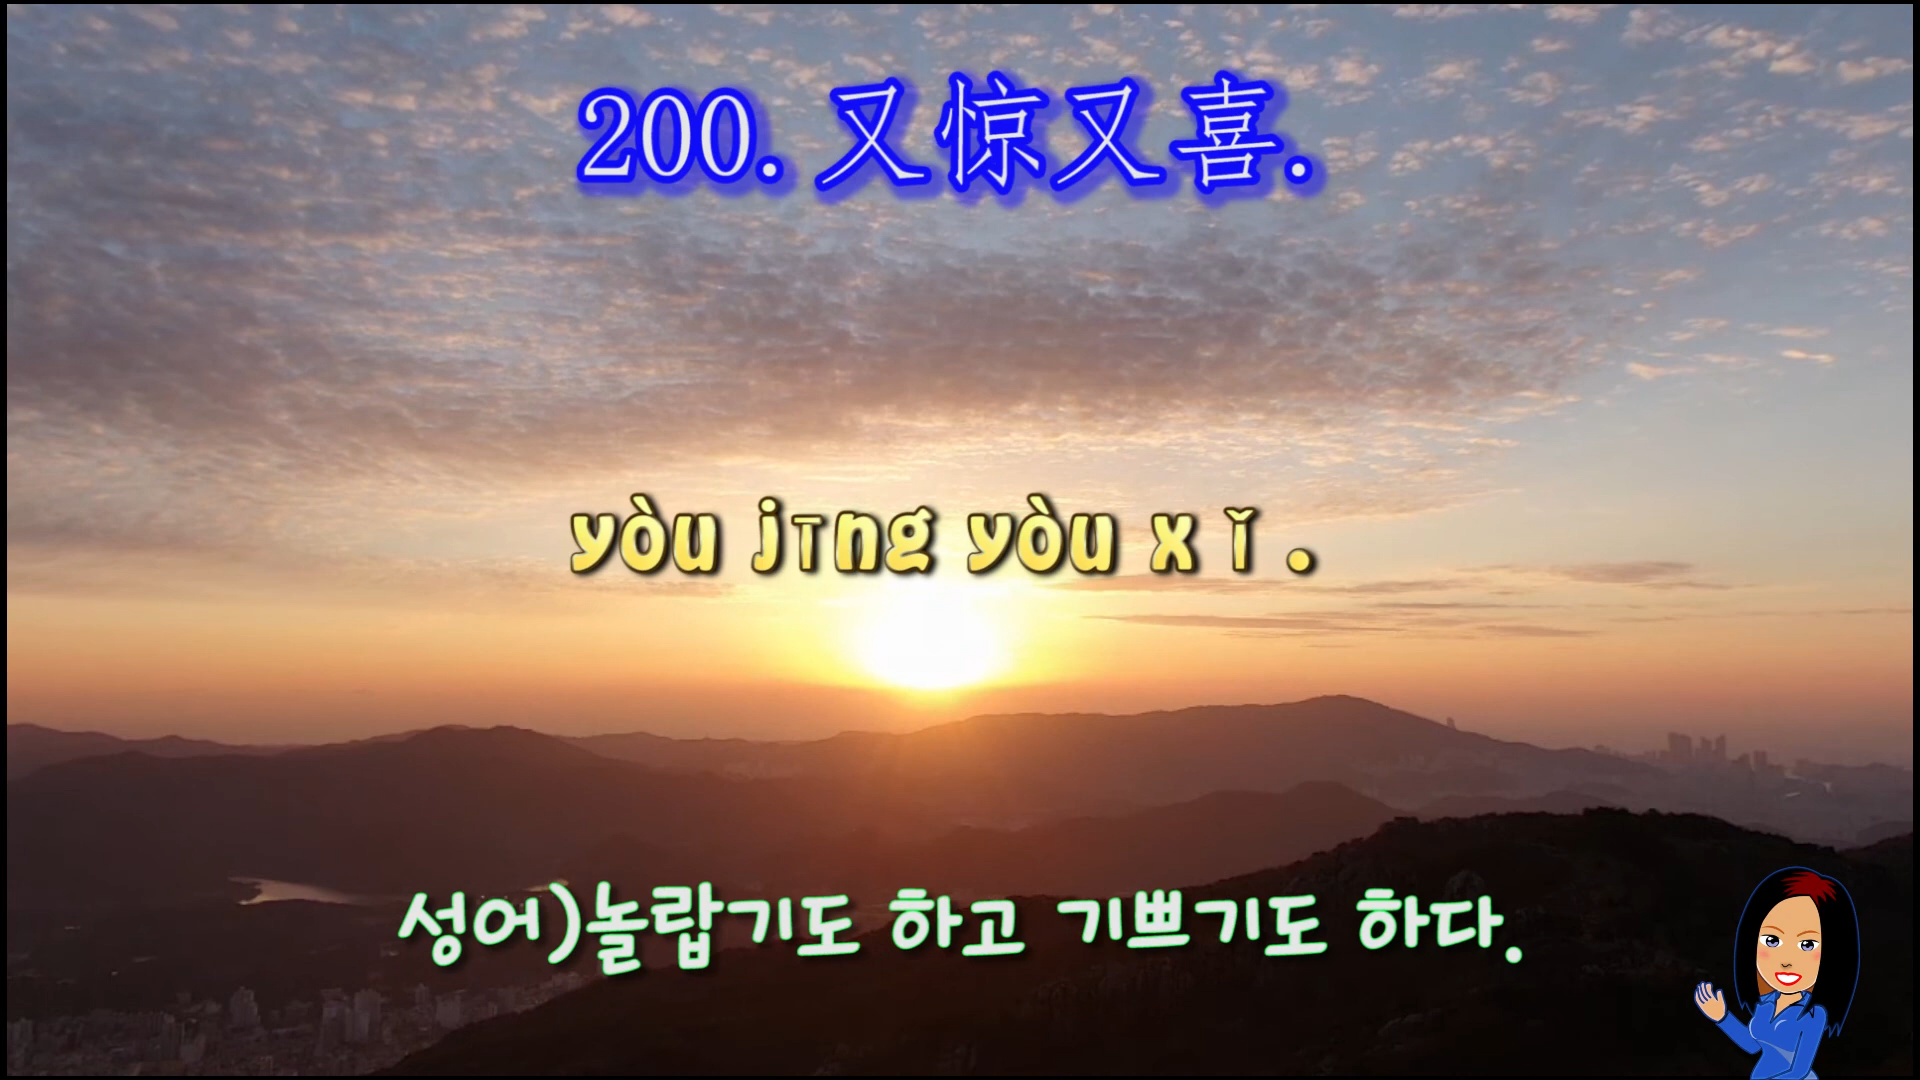 200.又惊又喜.
yòu jīng yòu xǐ.
성어)놀랍기도 하고 기쁘기도 하다.